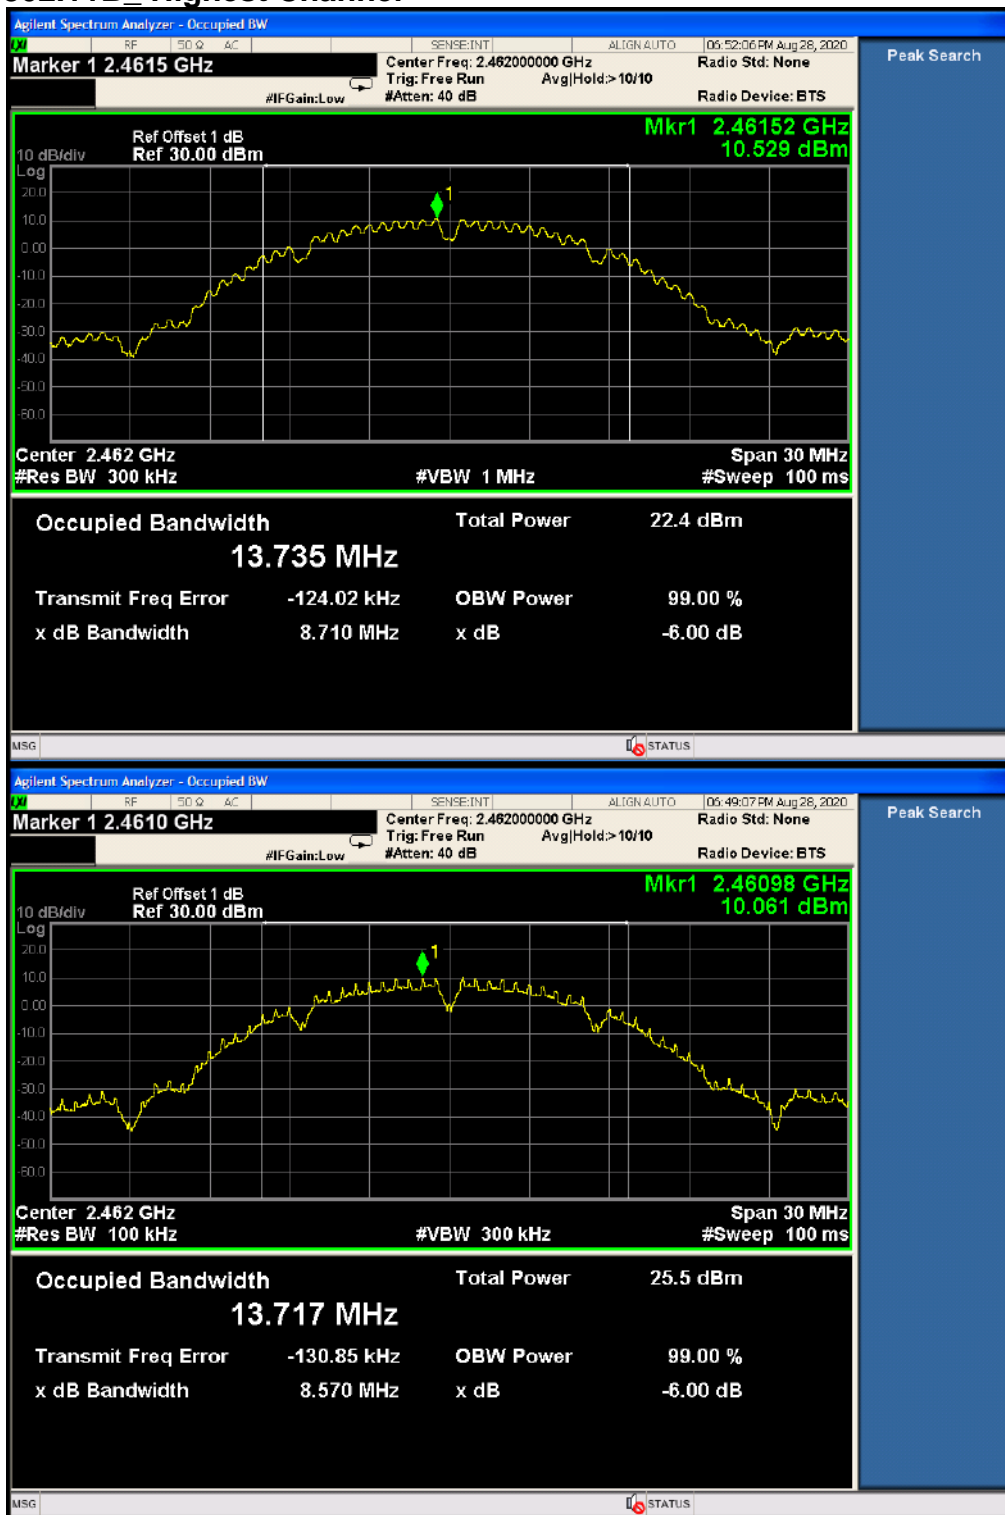 802.11B_ Highest Channel
Agilent Spectrum Analyzer - Occupied BW
LXI RF 50 Ω AC SENSE:INT ALIGN AUTO 06:52:06 PM Aug 28, 2020
Marker 1 2.4615 GHz Center Freq: 2.462000000 GHz Radio Std: None Peak Search
Trig: Free Run Avg|Hold:> 10/10
#IFGain:Low #Atten: 40 dB Radio Device: BTS
Mkr1 2.46152 GHz
Ref Offset 1 dB
10 dB/div Ref 30.00 dBm 10.529 dBm
Log
20.0
10.0
1
0.00
-10.0
-20.0
-30.0
-40.0
-50.0
-60.0
Center 2.462 GHz Span 30 MHz
#Res BW 300 kHz #VBW 1 MHz #Sweep 100 ms
Occupied Bandwidth Total Power 22.4 dBm
13.735 MHz
Transmit Freq Error -124.02 kHz OBW Power 99.00 %
x dB Bandwidth 8.710 MHz x dB -6.00 dB
MSG STATUS
Agilent Spectrum Analyzer - Occupied BW
LXI RF 50 Ω AC SENSE:INT ALIGN AUTO 06:49:07 PM Aug 28, 2020
Marker 1 2.4610 GHz Center Freq: 2.462000000 GHz Radio Std: None Peak Search
Trig: Free Run Avg|Hold:> 10/10
#IFGain:Low #Atten: 40 dB Radio Device: BTS
Mkr1 2.46098 GHz
Ref Offset 1 dB
10 dB/div Ref 30.00 dBm 10.061 dBm
Log
20.0
1
10.0
0.00
-10.0
-20.0
-30.0
-40.0
-50.0
-60.0
Center 2.462 GHz Span 30 MHz
#Res BW 100 kHz #VBW 300 kHz #Sweep 100 ms
Occupied Bandwidth Total Power 25.5 dBm
13.717 MHz
Transmit Freq Error -130.85 kHz OBW Power 99.00 %
x dB Bandwidth 8.570 MHz x dB -6.00 dB
MSG STATUS